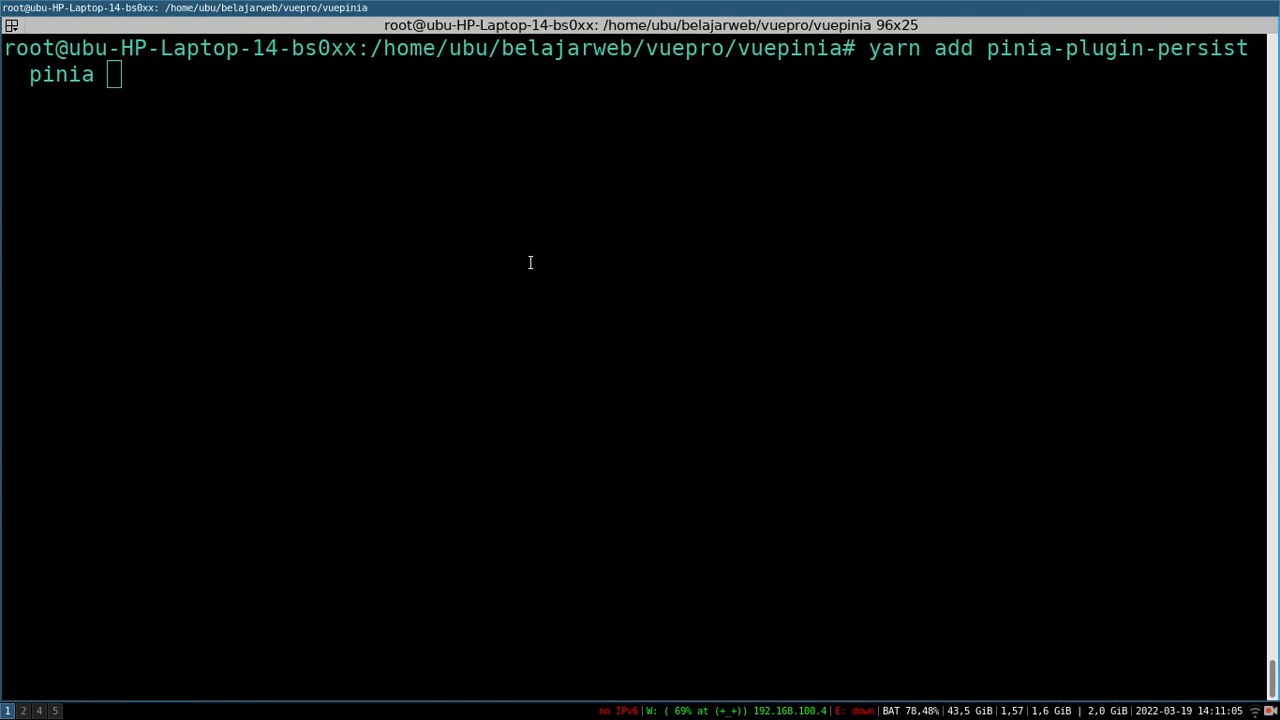 root@ubu-HP-Laptop-14-bs0xx: /home/ubu/belajarweb/vuepro/vuepinia
root@ubu-HP-Laptop-14-bs0xx: /home/ubu/belajarweb/vuepro/vuepinia 96x25
root@ubu-HP-Laptop-14-bs0xx:/home/ubu/belajarweb/vuepro/vuepinia# yarn add pinia-plugin-persist
pinia
1 2 4 5 no IPv6|W: ( 69% at (+_+)) 192.168.100.4|E: down|BAT 78,48%|43,5 GiB|1,57|1,6 GiB | 2,0 GiB|2022-03-19 14:11:05